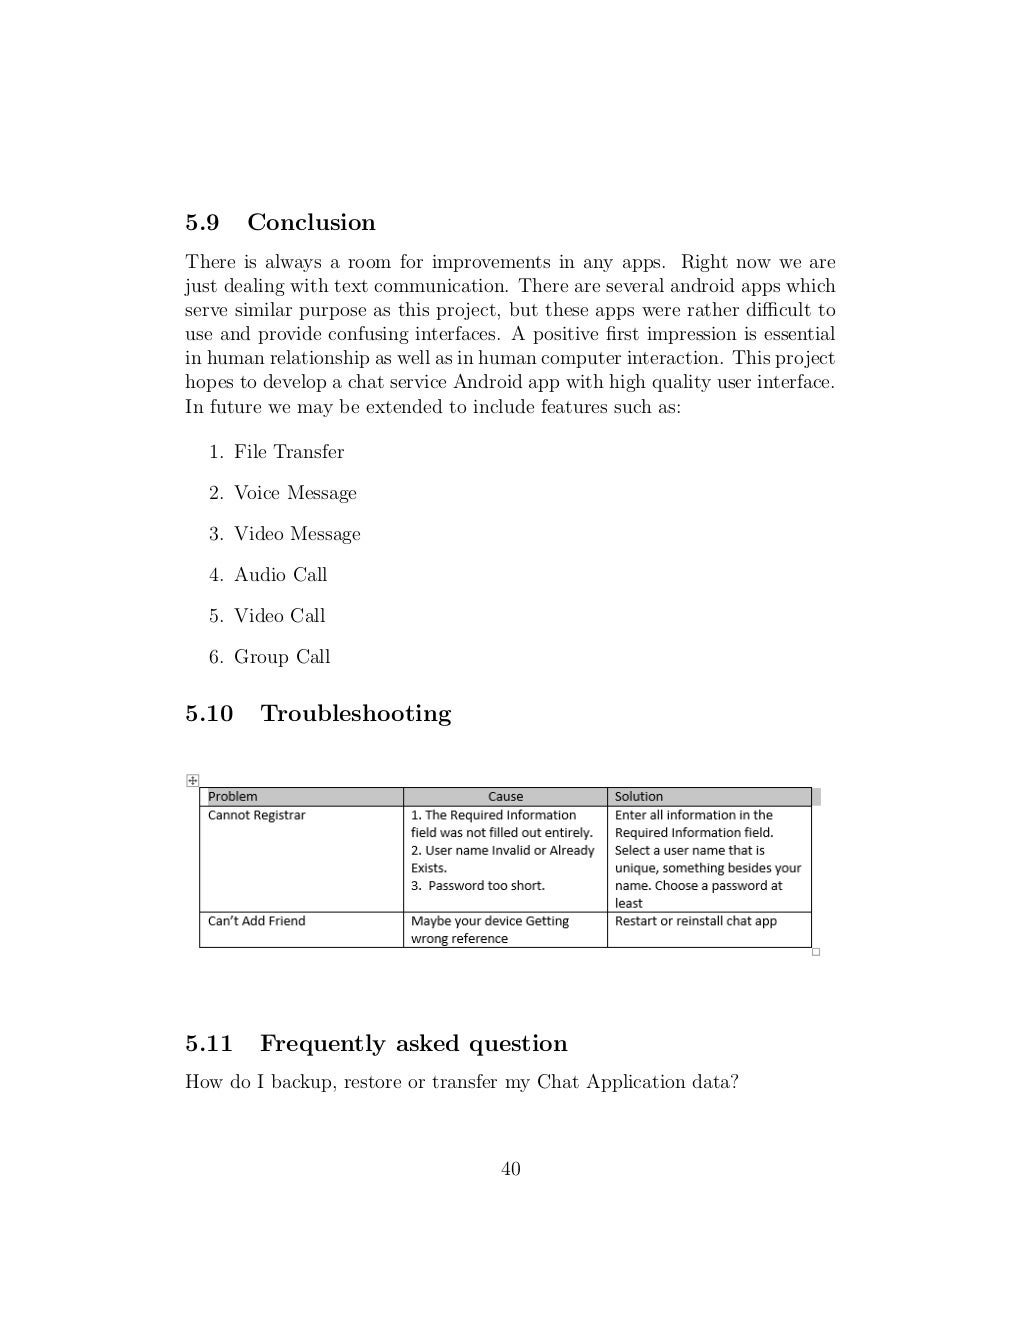 5.9 Conclusion
There is always a room for improvements in any apps. Right now we are
just dealing with text communication. There are several android apps which
serve similar purpose as this project, but these apps were rather difficult to
use and provide confusing interfaces. A positive first impression is essential
in human relationship as well as in human computer interaction. This project
hopes to develop a chat service Android app with high quality user interface.
In future we may be extended to include features such as:
1. File Transfer
2. Voice Message
3. Video Message
4. Audio Call
5. Video Call
6. Group Call
5.10 Troubleshooting
Problem Cause Solution
Cannot Registrar
1. The Required Information
field was not filled out entirely.
2. User name Invalid or Already
Exists.
3. Password too short.
Enter all information in the
Required Information field.
Select a user name that is
unique, something besides your
name. Choose a password at
least
Can't Add Friend
Maybe your device Getting
wrong reference
Restart or reinstall chat app
5.11 Frequently asked question
How do I backup, restore or transfer my Chat Application data?
40